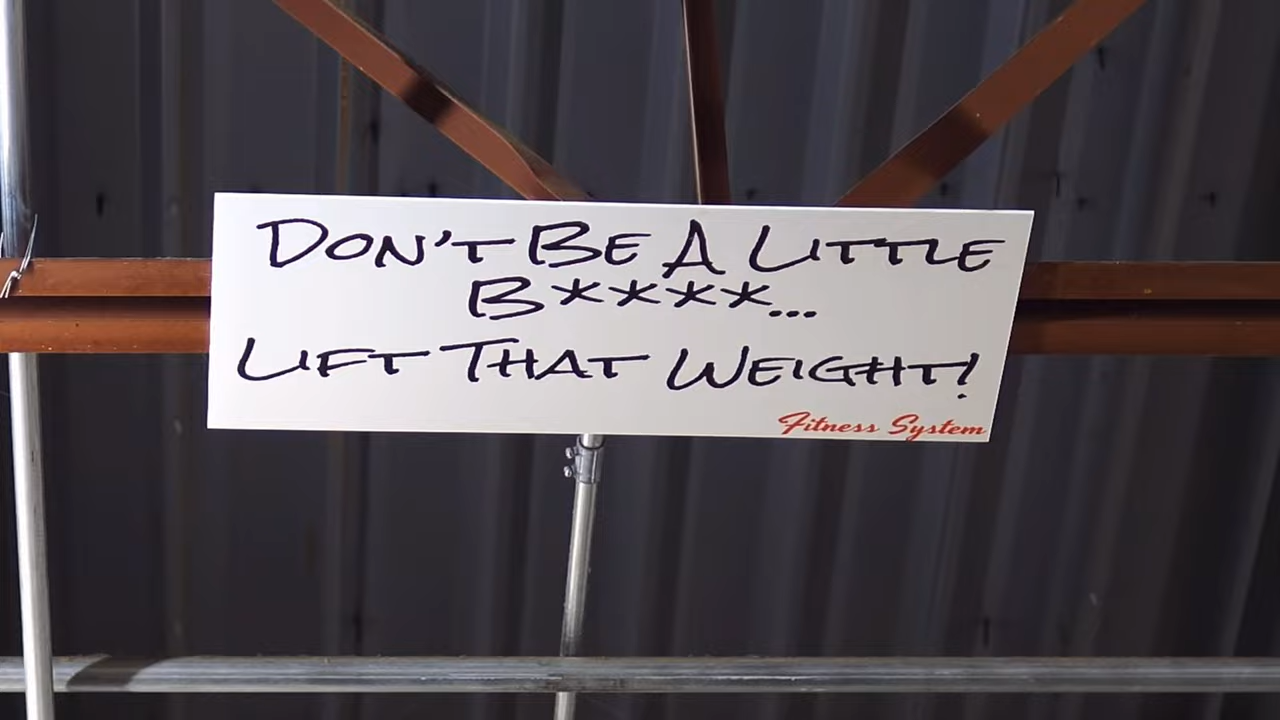 Don't Be A Little
B****...
Lift That Weight!
Fitness System